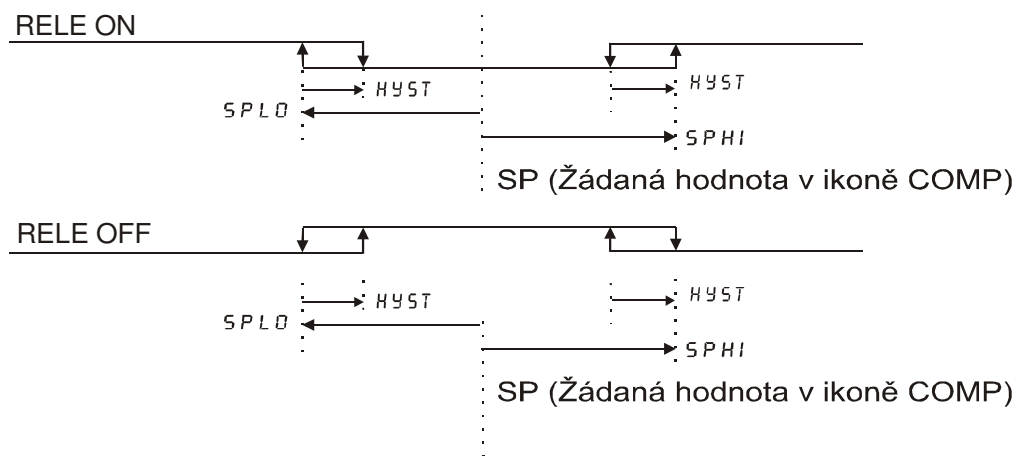 RELE ON
HYST
HYST
SPLO
SPHI
SP (Žádaná hodnota v ikoně COMP)
RELE OFF
HYST
HYST
SPLO
SPHI
SP (Žádaná hodnota v ikoně COMP)